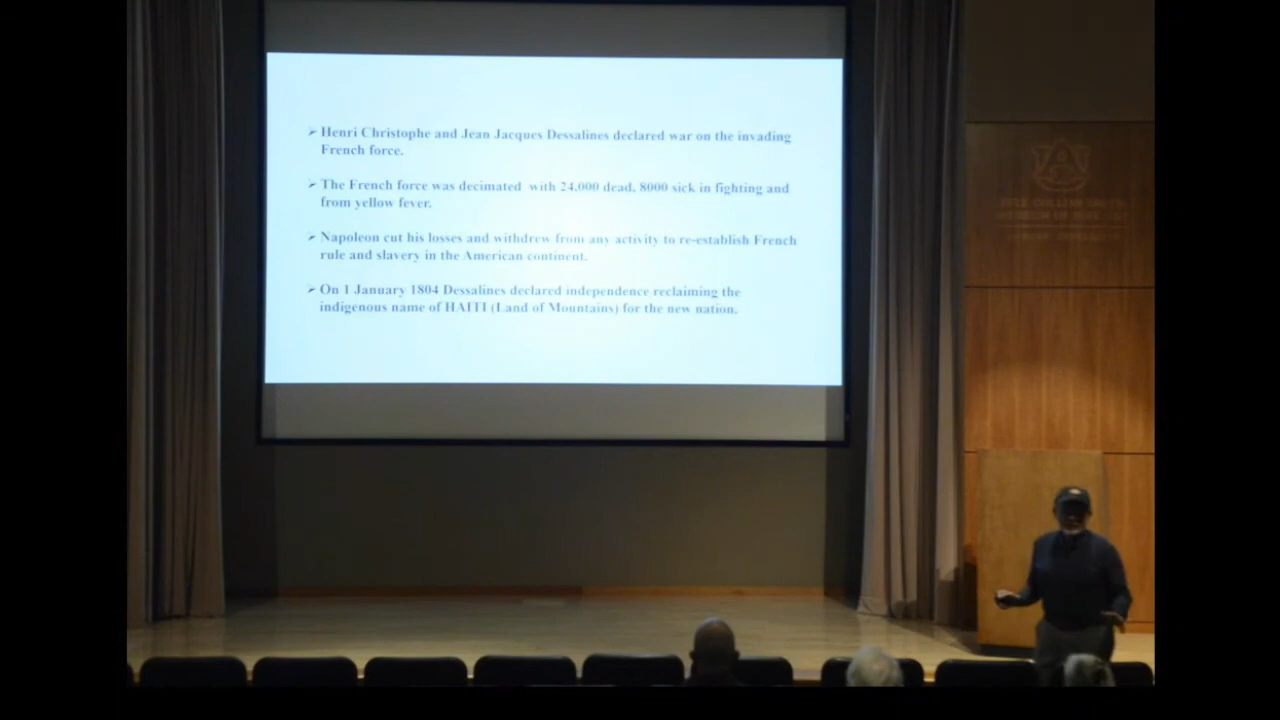 ➢ Henri Christophe and Jean Jacques Dessalines declared war on the invading
French force.
➢ The French force was decimated with 24,000 dead, 8000 sick in fighting and
from yellow fever.
➢ Napoleon cut his losses and withdrew from any activity to re-establish French
rule and slavery in the American continent.
➢ On 1 January 1804 Dessalines declared independence reclaiming the
indigenous name of HAITI (Land of Mountains) for the new nation.